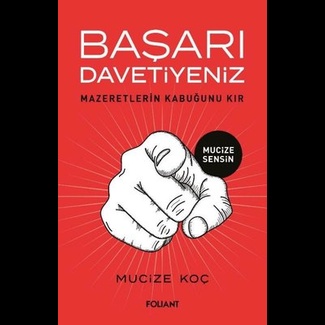 BAŞARI
DAVETİYENİZ
MAZERETLERİN KABUĞUNU KIR
MUCİZE
SENSİN
MUCİZE KOÇ
FOLIANT